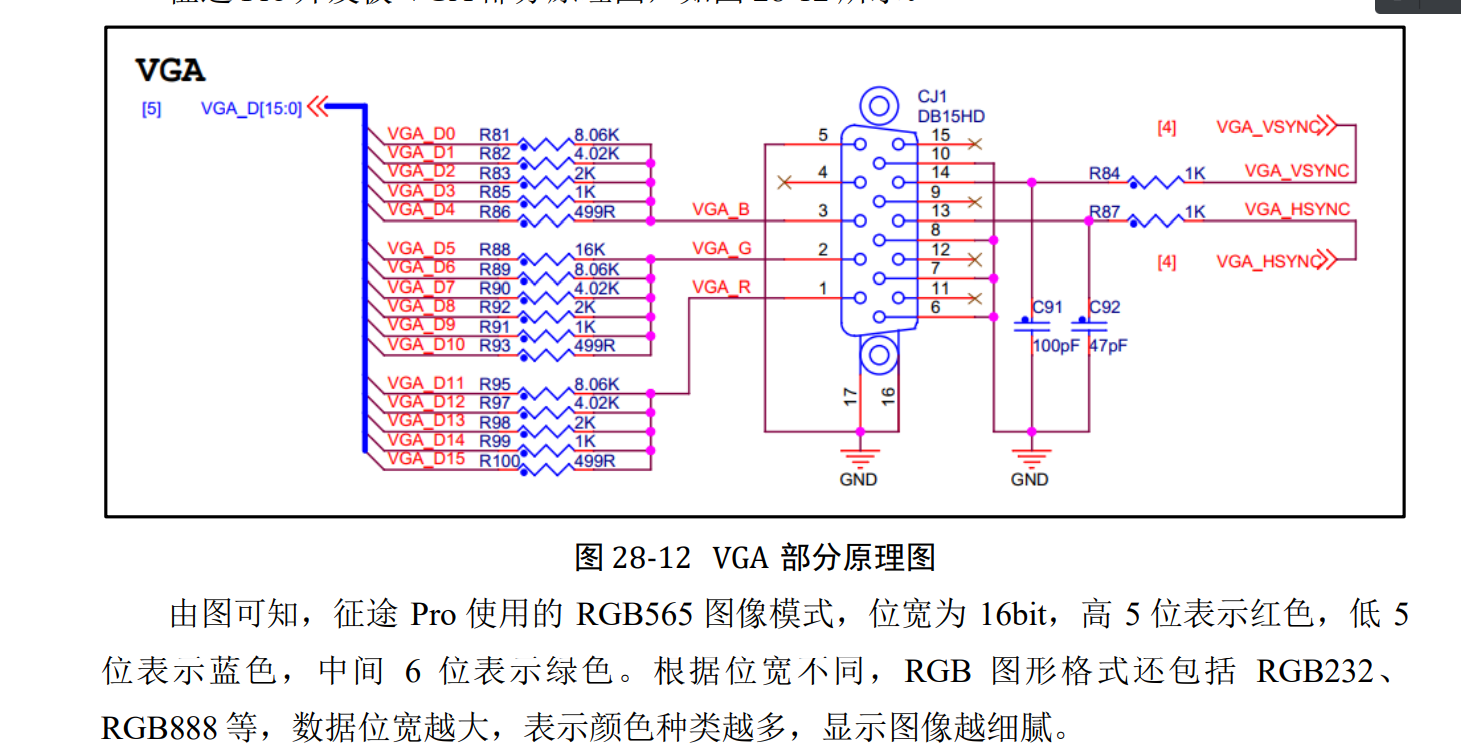 VGA
[5] VGA_D[15:0]
VGA_D0 R81 8.06K
VGA_D1 R82 4.02K
VGA_D2 R83 2K
VGA_D3 R85 1K
VGA_D4 R86 499R
VGA_D5 R88 16K
VGA_D6 R89 8.06K
VGA_D7 R90 4.02K
VGA_D8 R92 2K
VGA_D9 R91 1K
VGA_D10 R93 499R
VGA_D11 R95 8.06K
VGA_D12 R97 4.02K
VGA_D13 R98 2K
VGA_D14 R99 1K
VGA_D15 R100 499R
VGA_B
VGA_G
VGA_R
CJ1
DB15HD
5
4
3
2
1
15
10
14
9
13
8
12
7
11
6
17
16
GND
[4] VGA_VSYNC
R84 1K VGA_VSYNC
R87 1K VGA_HSYNC
[4] VGA_HSYNC
C91
100pF
C92
47pF
GND
图 28-12 VGA 部分原理图
由图可知，征途 Pro 使用的 RGB565 图像模式，位宽为 16bit，高 5 位表示红色，低 5
位表示蓝色，中间 6 位表示绿色。根据位宽不同，RGB 图形格式还包括 RGB232、
RGB888 等，数据位宽越大，表示颜色种类越多，显示图像越细腻。